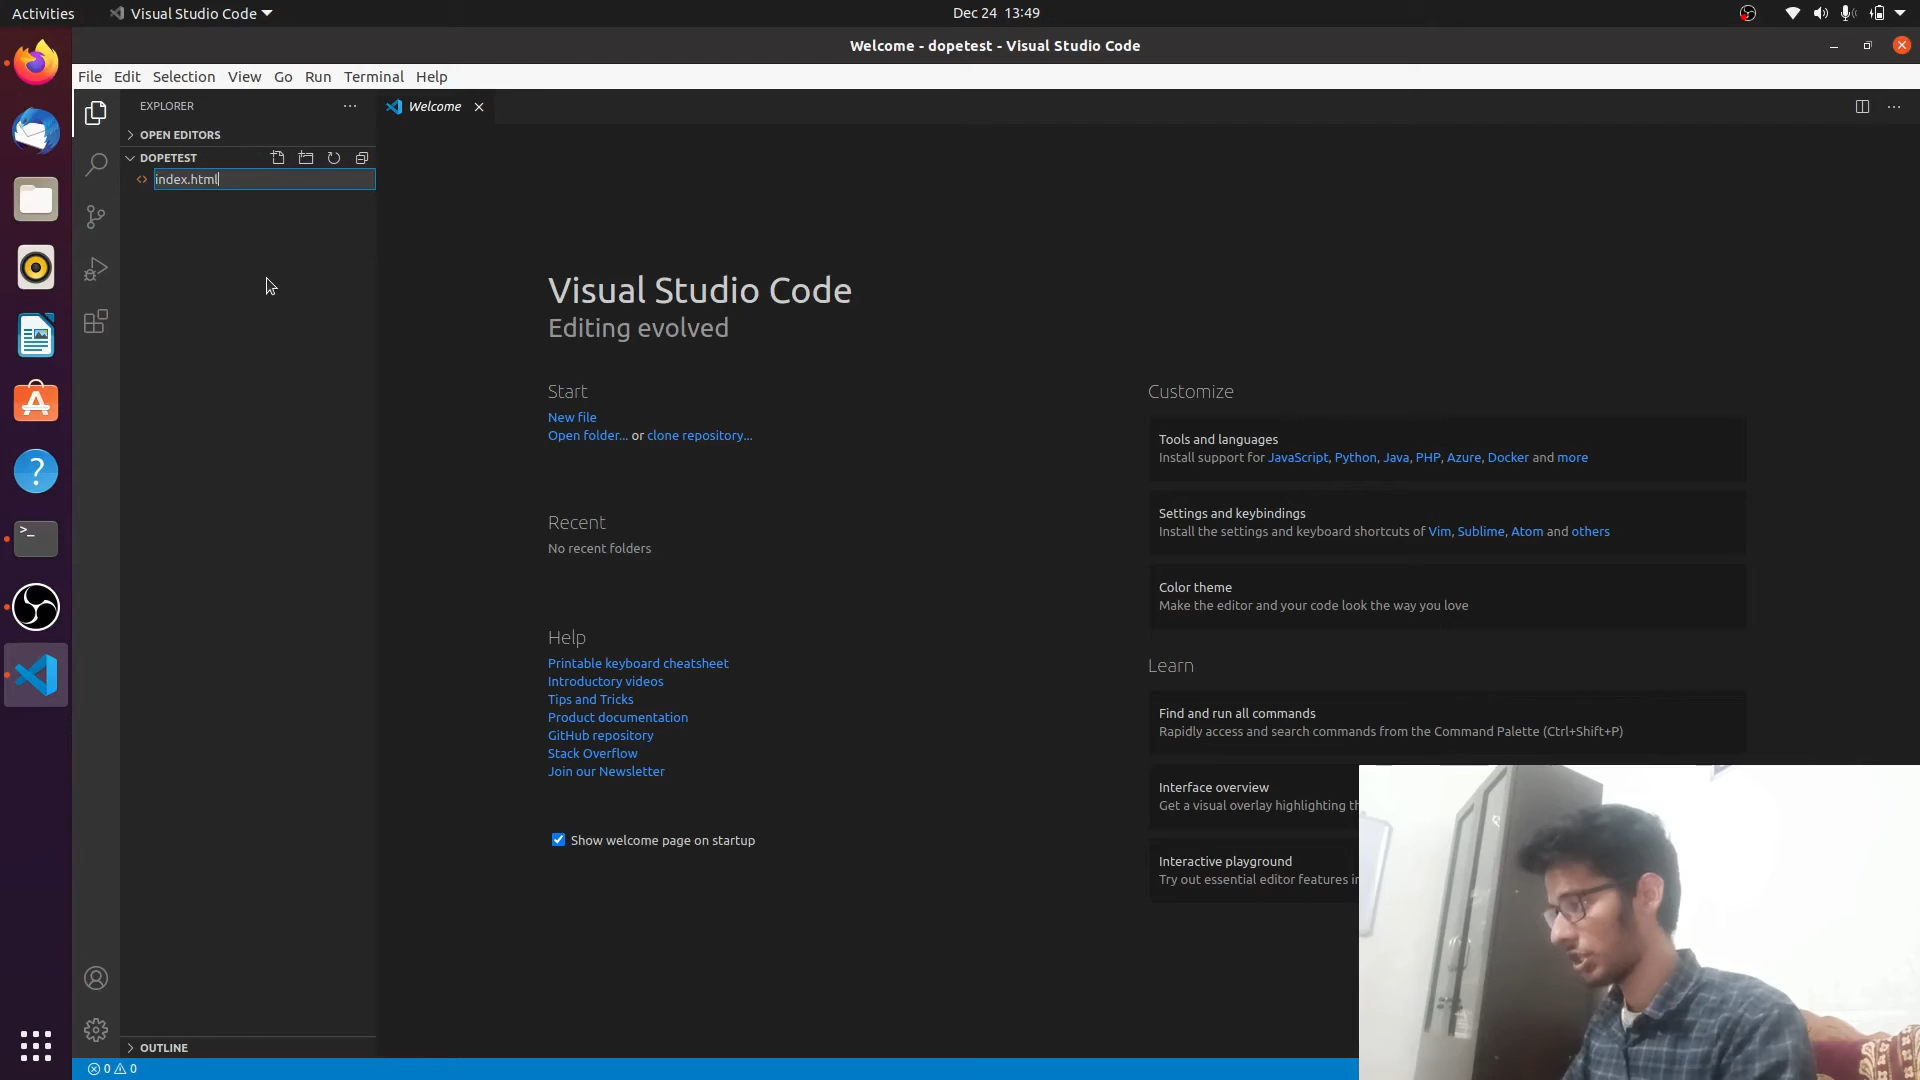 Activities
Visual Studio Code
Dec 24 13:49
Welcome - dopetest - Visual Studio Code
File Edit Selection View Go Run Terminal Help
EXPLORER
Welcome
OPEN EDITORS
DOPETEST
index.html
Visual Studio Code
Editing evolved
Start
New file
Open folder... or clone repository...
Recent
No recent folders
Help
Printable keyboard cheatsheet
Introductory videos
Tips and Tricks
Product documentation
GitHub repository
Stack Overflow
Join our Newsletter
Show welcome page on startup
Customize
Tools and languages
Install support for JavaScript, Python, Java, PHP, Azure, Docker and more
Settings and keybindings
Install the settings and keyboard shortcuts of Vim, Sublime, Atom and others
Color theme
Make the editor and your code look the way you love
Learn
Find and run all commands
Rapidly access and search commands from the Command Palette (Ctrl+Shift+P)
Interface overview
Get a visual overlay highlighting
Interactive playground
Try out essential editor features
OUTLINE
0 0